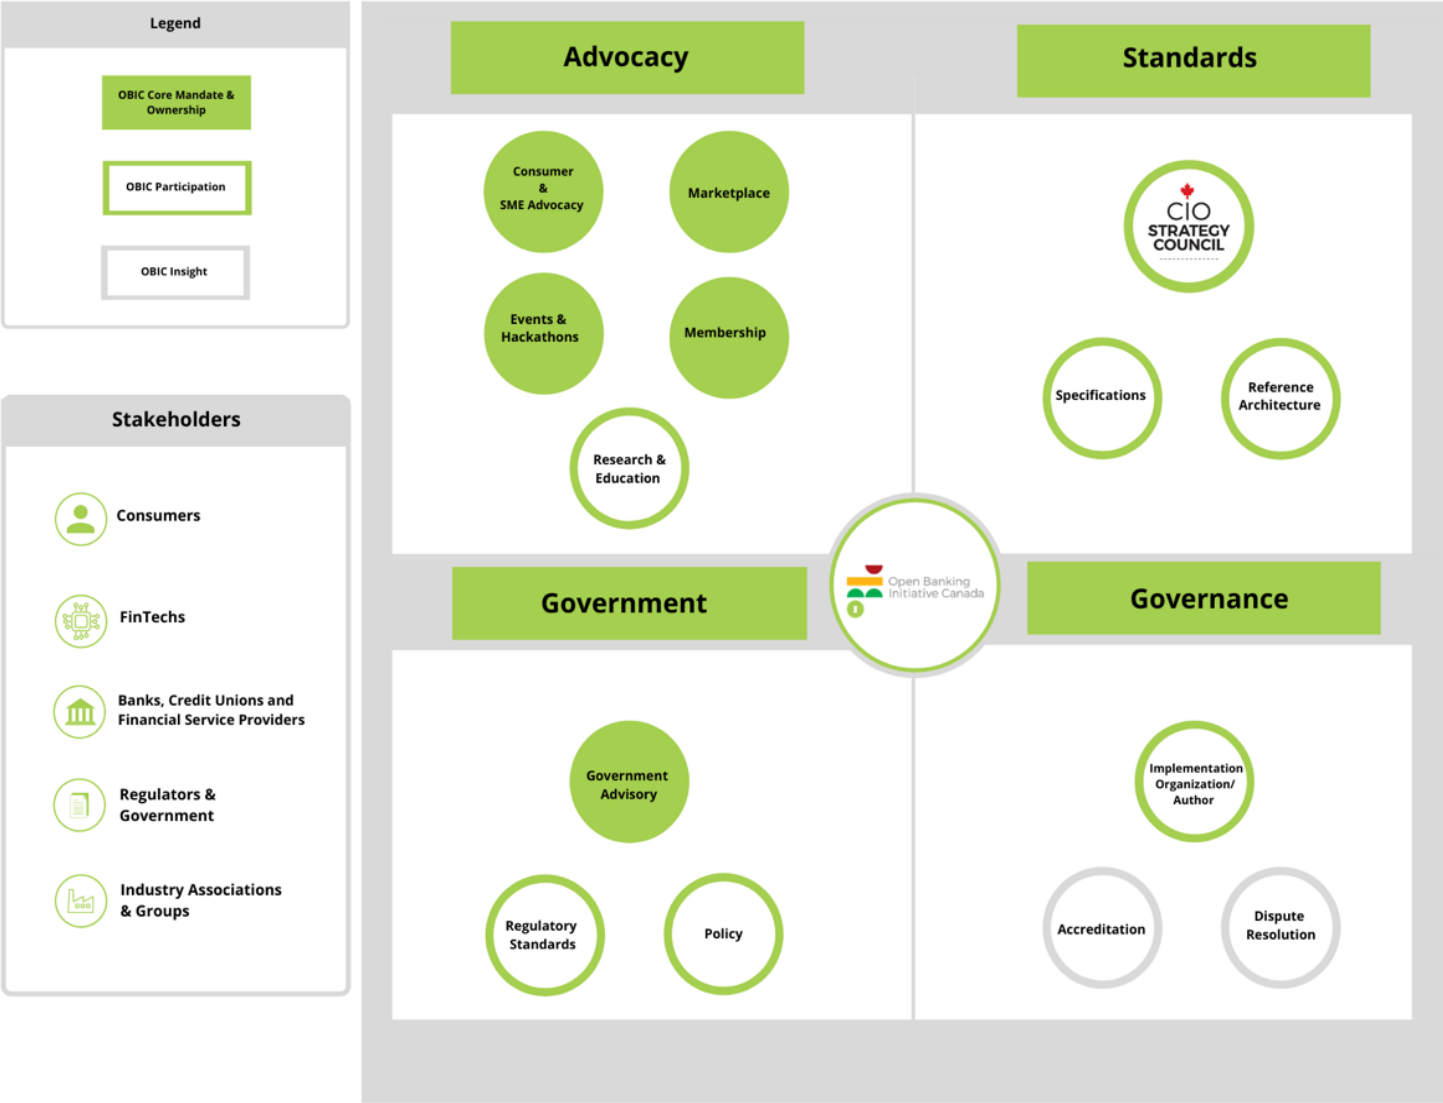 Legend
OBIC Core Mandate &
Ownership
OBIC Participation
OBIC Insight
Stakeholders
Consumers
FinTechs
Banks, Credit Unions and
Financial Service Providers
Regulators &
Government
Industry Associations
& Groups
Advocacy
Consumer
&
SME Advocacy
Marketplace
Events &
Hackathons
Membership
Research &
Education
Standards
CIO
STRATEGY
COUNCIL
Specifications
Reference
Architecture
Open Banking
Initiative Canada
Government
Government
Advisory
Regulatory
Standards
Policy
Governance
Implementation
Organization/
Author
Accreditation
Dispute
Resolution